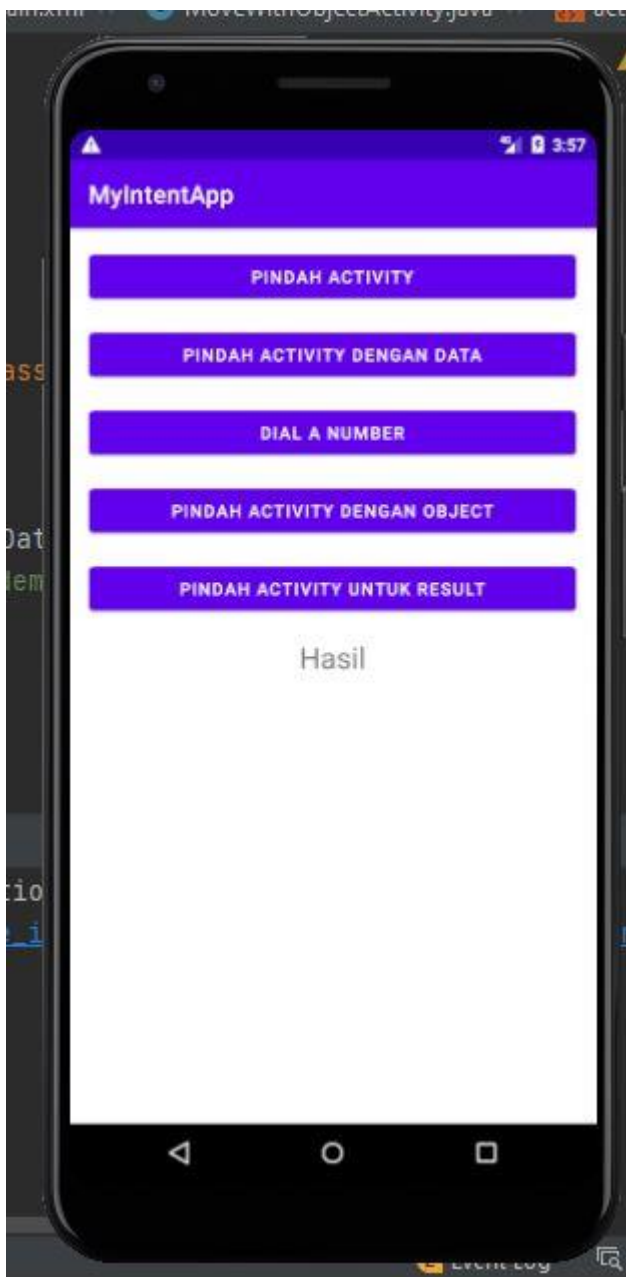 MoveWithObjectActivity.java
3:57
MyIntentApp
PINDAH ACTIVITY
PINDAH ACTIVITY DENGAN DATA
DIAL A NUMBER
PINDAH ACTIVITY DENGAN OBJECT
PINDAH ACTIVITY UNTUK RESULT
Hasil
Event Log